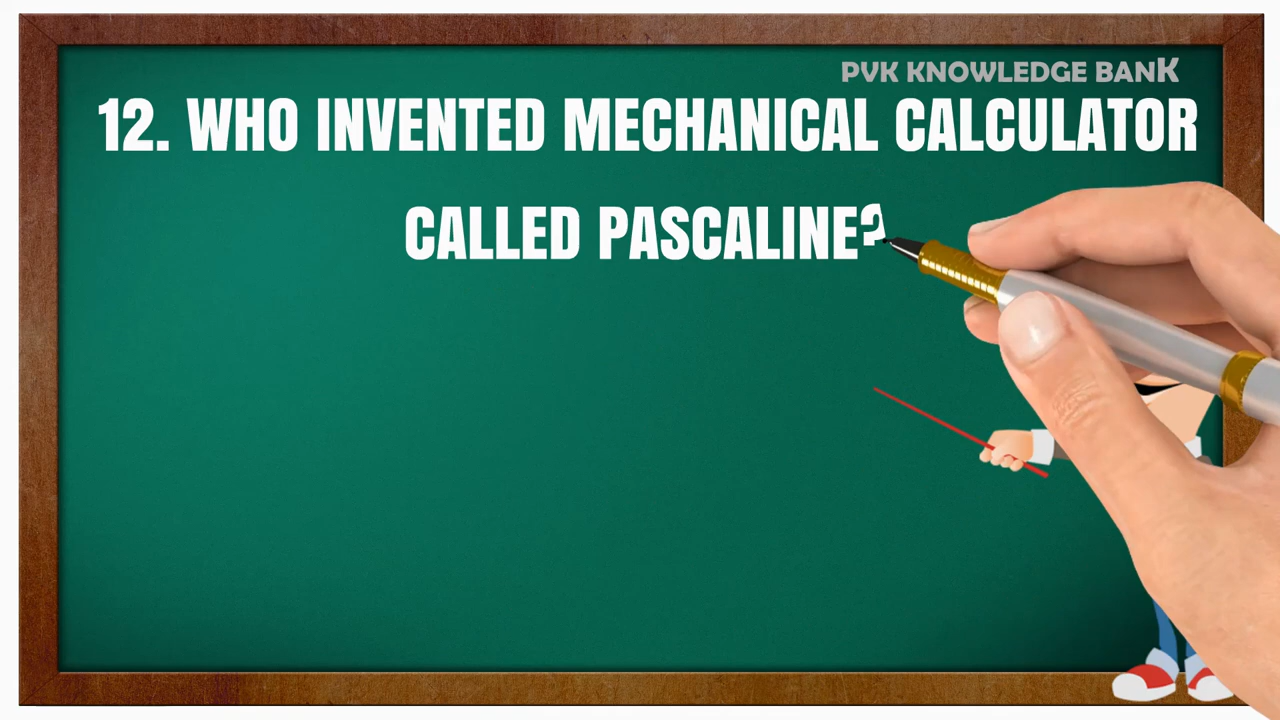 PVK KNOWLEDGE BANK
12. WHO INVENTED MECHANICAL CALCULATOR
CALLED PASCALINE?